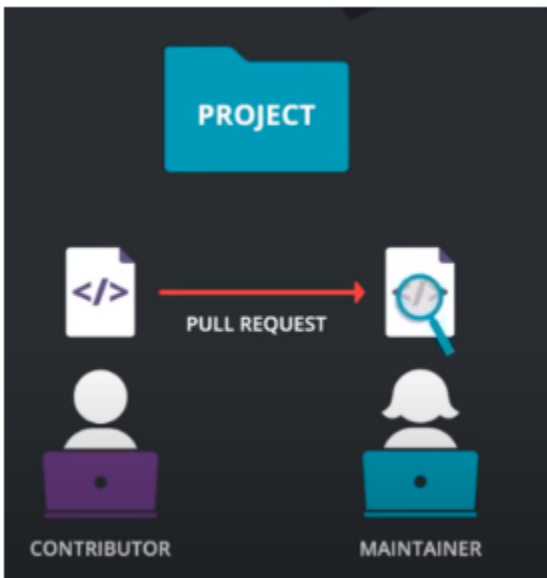 PROJECT
</>
</>
PULL REQUEST
CONTRIBUTOR
MAINTAINER